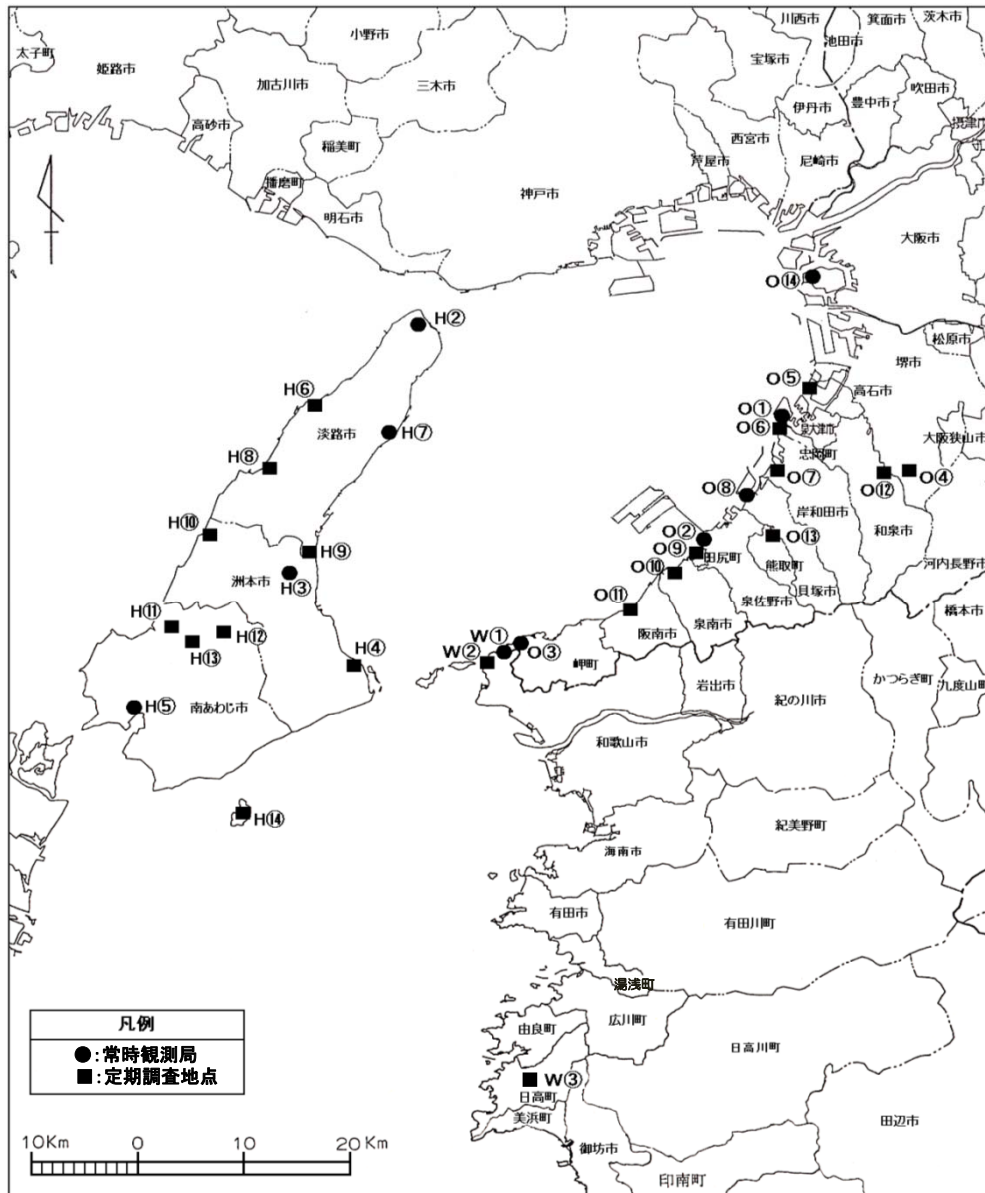 太子町
姫路市
小野市
加古川市
三木市
高砂市
稲美町
播磨町
明石市
神戸市
川西市
池田市
箕面市
茨木市
宝塚市
伊丹市
豊中市
吹田市
西宮市
芦屋市
尼崎市
大阪市
O⑭
松原市
堺市
O⑤
高石市
O①
O⑥
忠岡町
大阪狭山市
O⑫
O④
O⑦
O⑧
岸和田市
和泉市
O②
O⑬
O⑨
田尻町
熊取町
O⑩
泉佐野市
貝塚市
河内長野市
O⑪
泉南市
阪南市
橋本市
H②
H⑥
淡路市
H⑦
H⑧
H⑩
H⑨
洲本市
H③
H⑪
H⑬
H⑫
H④
H⑤
南あわじ市
H⑭
W①
W②
O③
岬町
岩出市
紀の川市
かつらぎ町
九度山町
和歌山市
紀美野町
海南市
有田市
有田川町
湯浅町
広川町
由良町
日高川町
W③
日高町
美浜町
御坊市
印南町
田辺市
凡例
●:常時観測局
■:定期調査地点
10Km 0 10 20Km